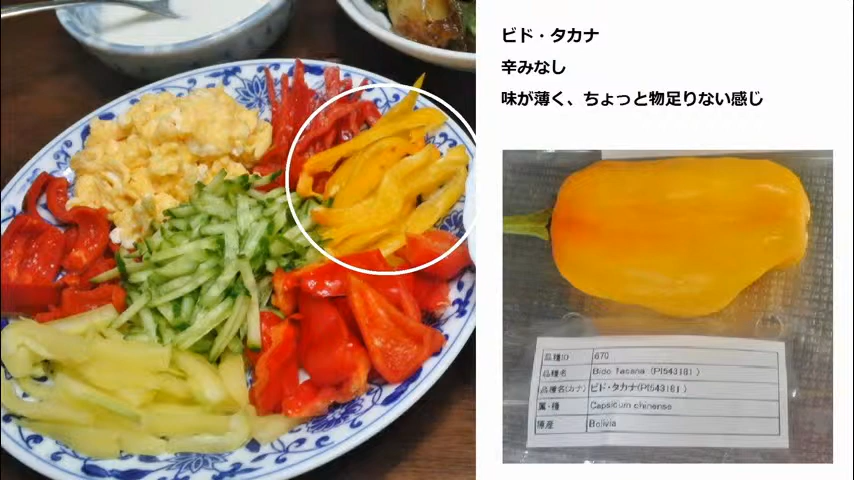 ビド・タカナ
辛みなし
味が薄く、ちょっと物足りない感じ
品種ID 670
品種名 Bido Tacana (PI543181)
品種名(カナ) ビド・タカナ(PI543181)
属・種 Capsicum chinense
原産 Bolivia